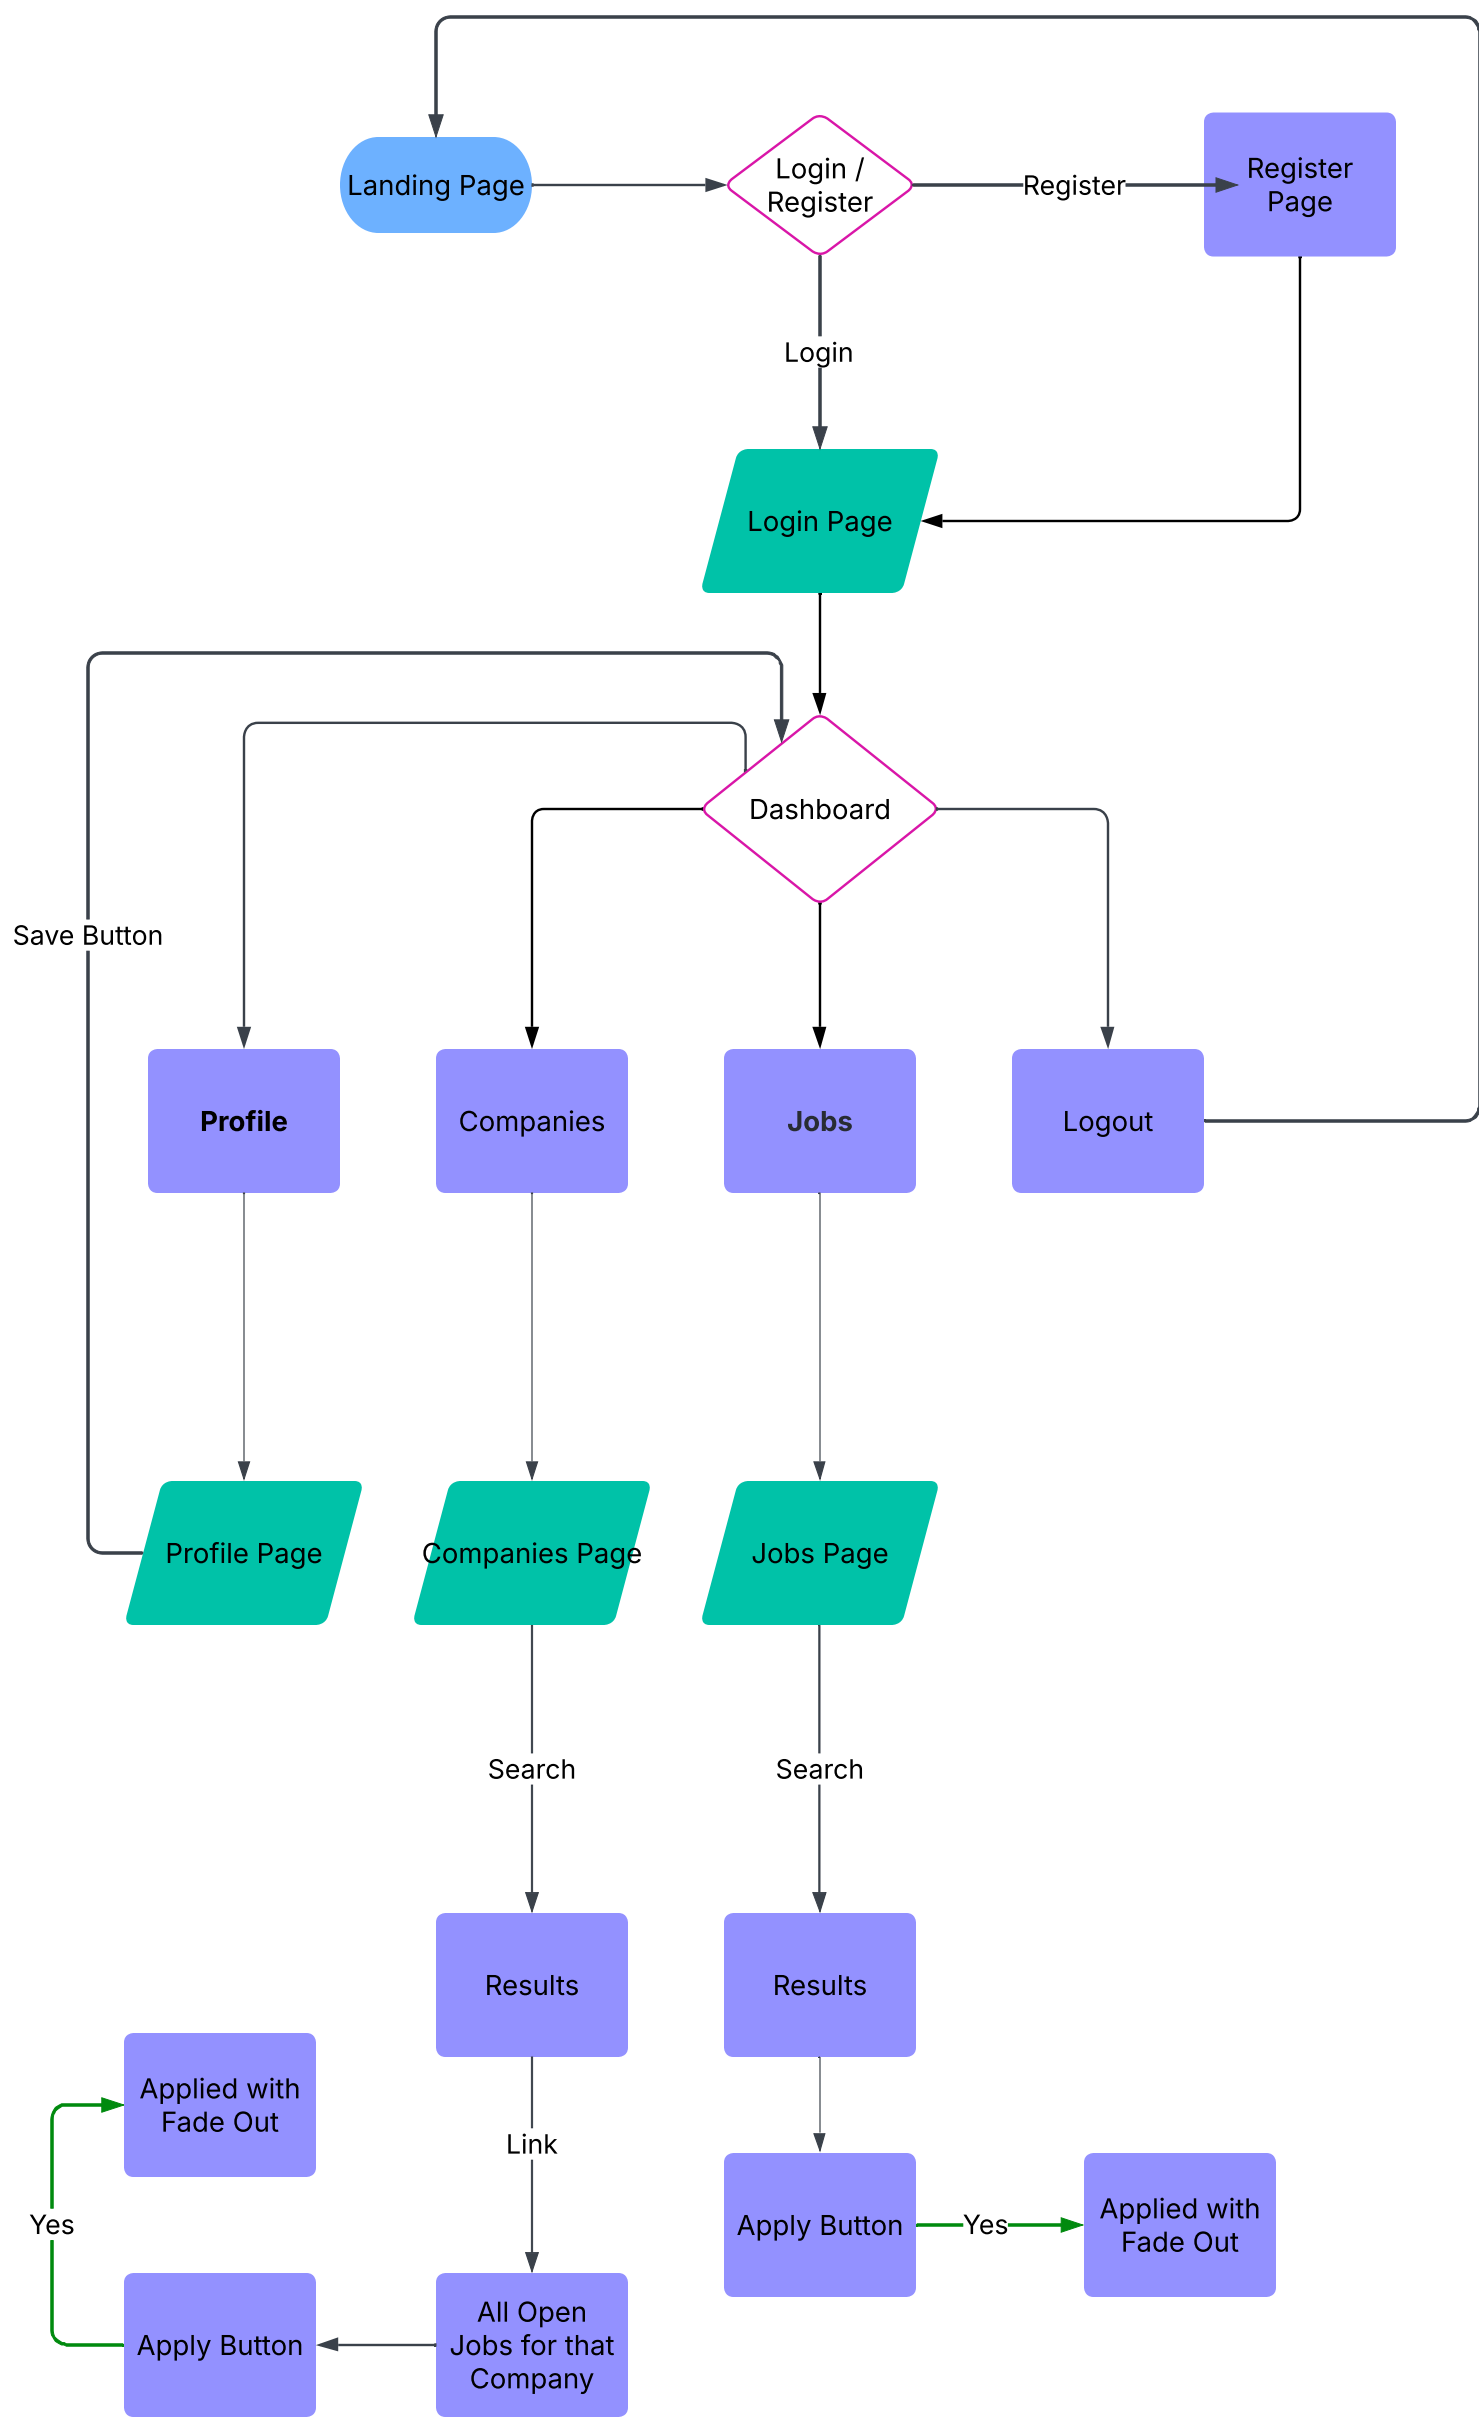 Landing Page
Login /
Register
Register
Register
Page
Login
Login Page
Dashboard
Save Button
Profile
Companies
Jobs
Logout
Profile Page
Companies Page
Jobs Page
Search
Search
Results
Results
Applied with
Fade Out
Link
Yes
Apply Button
Yes
Applied with
Fade Out
Apply Button
All Open
Jobs for that
Company